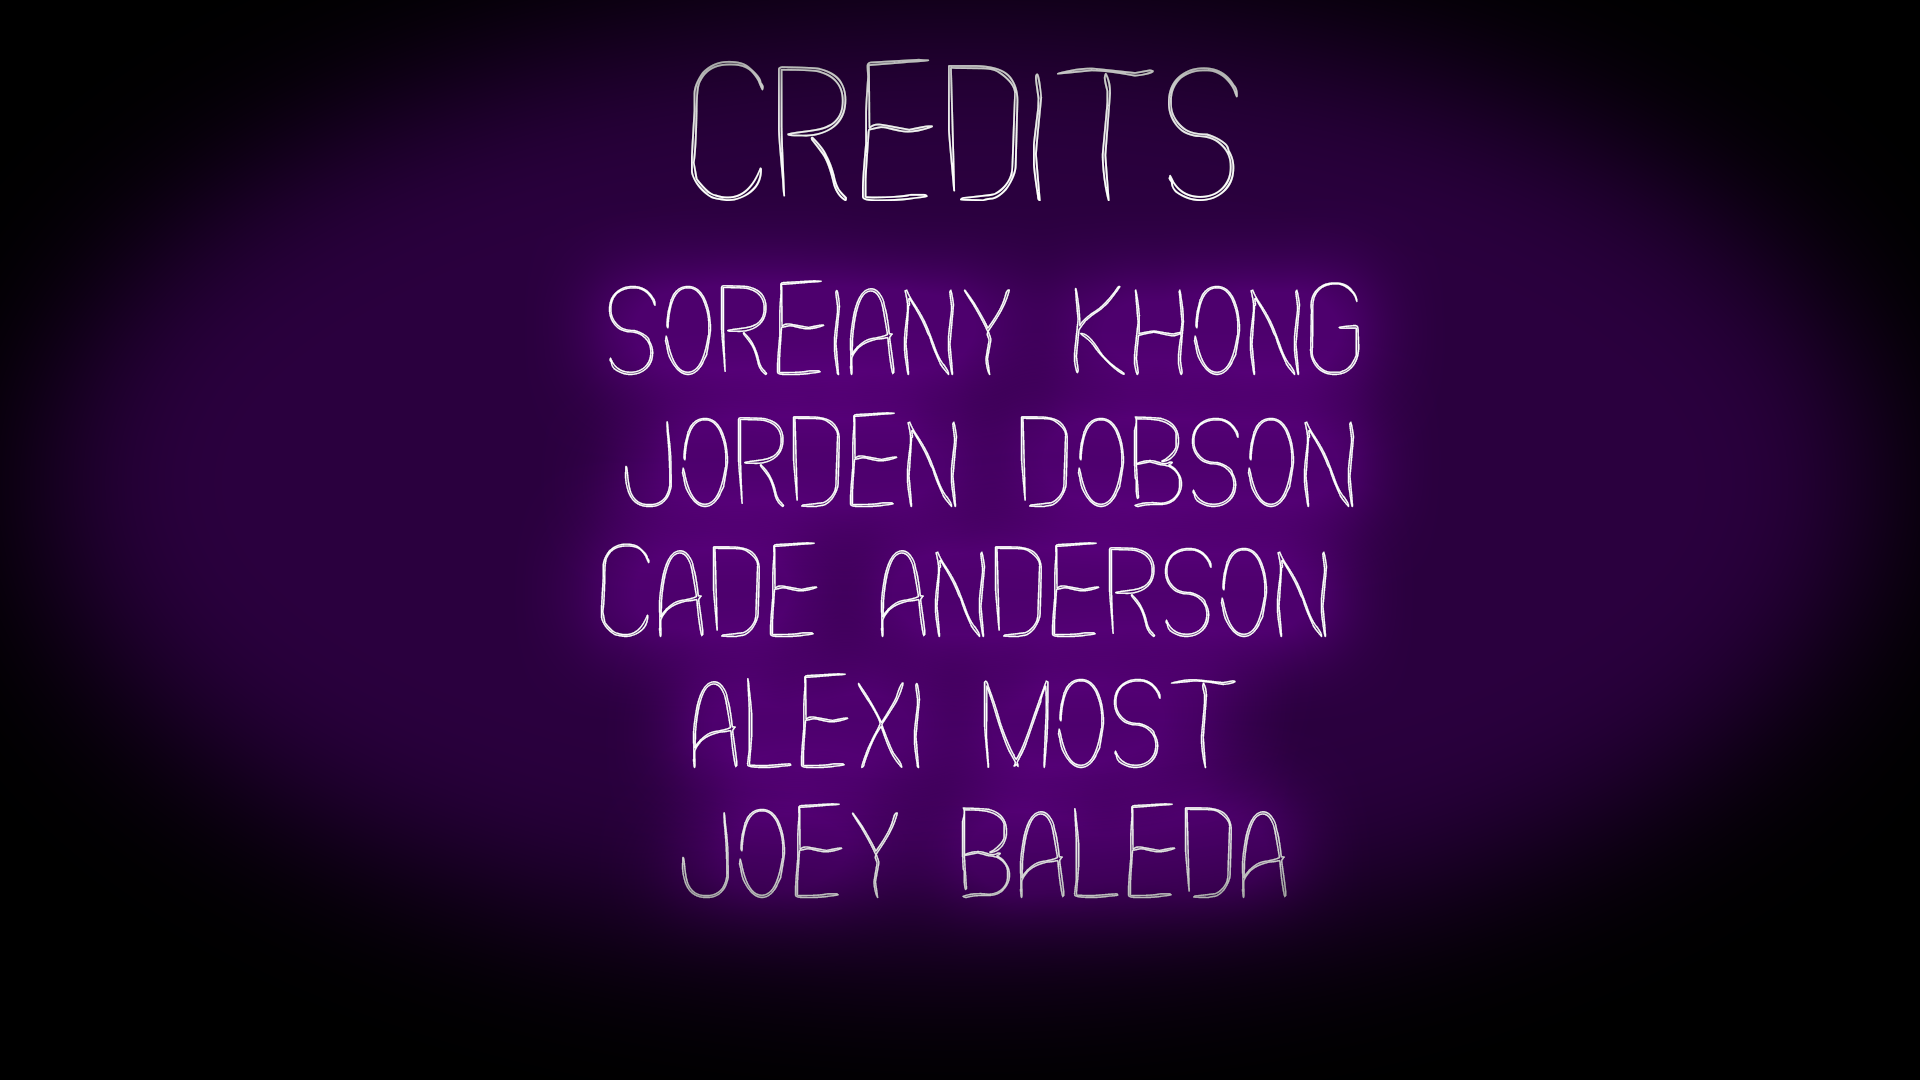 CREDITS
SOREIANY KHONG
JORDEN DOBSON
CADE ANDERSON
ALEXI MOST
JOEY BALEDA